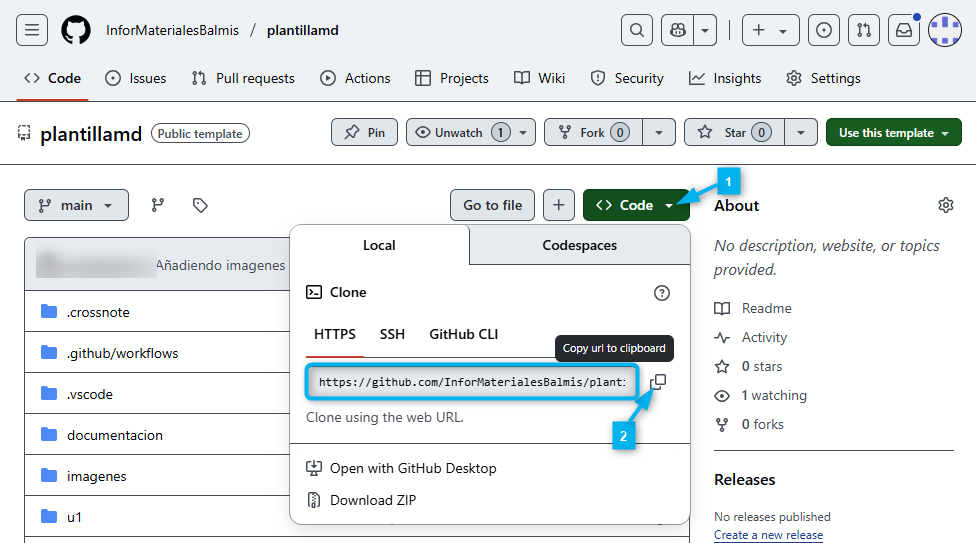 InforMaterialesBalmis / plantillamd
Code Issues Pull requests Actions Projects Wiki Security Insights Settings
plantillamd Public template Pin Unwatch 1 Fork 0 Star 0 Use this template
main Go to file + Code 1 About
Local Codespaces
Añadiendo imagenes
No description, website, or topics
provided.
Clone
.crossnote
HTTPS SSH GitHub CLI
Copy url to clipboard
.github/workflows
https://github.com/InforMaterialesBalmis/plant
.vscode
Clone using the web URL.
2
documentacion
Open with GitHub Desktop
imagenes
Download ZIP
u1
Readme
Activity
0 stars
1 watching
0 forks
Releases
No releases published
Create a new release